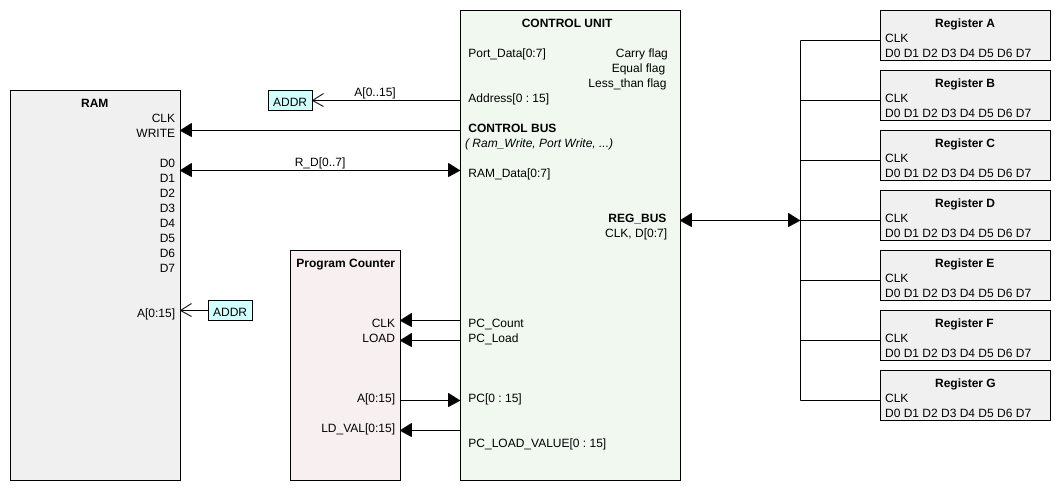 CONTROL UNIT
Port_Data[0:7]
Carry flag
Equal flag
Less_than flag
Address[0 : 15]
CONTROL BUS
( Ram_Write, Port Write, ...)
RAM_Data[0:7]
REG_BUS
CLK, D[0:7]
PC_Count
PC_Load
PC[0 : 15]
PC_LOAD_VALUE[0 : 15]
ADDR
A[0..15]
R_D[0..7]
RAM
CLK
WRITE
D0
D1
D2
D3
D4
D5
D6
D7
A[0:15]
ADDR
Program Counter
CLK
LOAD
A[0:15]
LD_VAL[0:15]
Register A
CLK
D0 D1 D2 D3 D4 D5 D6 D7
Register B
CLK
D0 D1 D2 D3 D4 D5 D6 D7
Register C
CLK
D0 D1 D2 D3 D4 D5 D6 D7
Register D
CLK
D0 D1 D2 D3 D4 D5 D6 D7
Register E
CLK
D0 D1 D2 D3 D4 D5 D6 D7
Register F
CLK
D0 D1 D2 D3 D4 D5 D6 D7
Register G
CLK
D0 D1 D2 D3 D4 D5 D6 D7